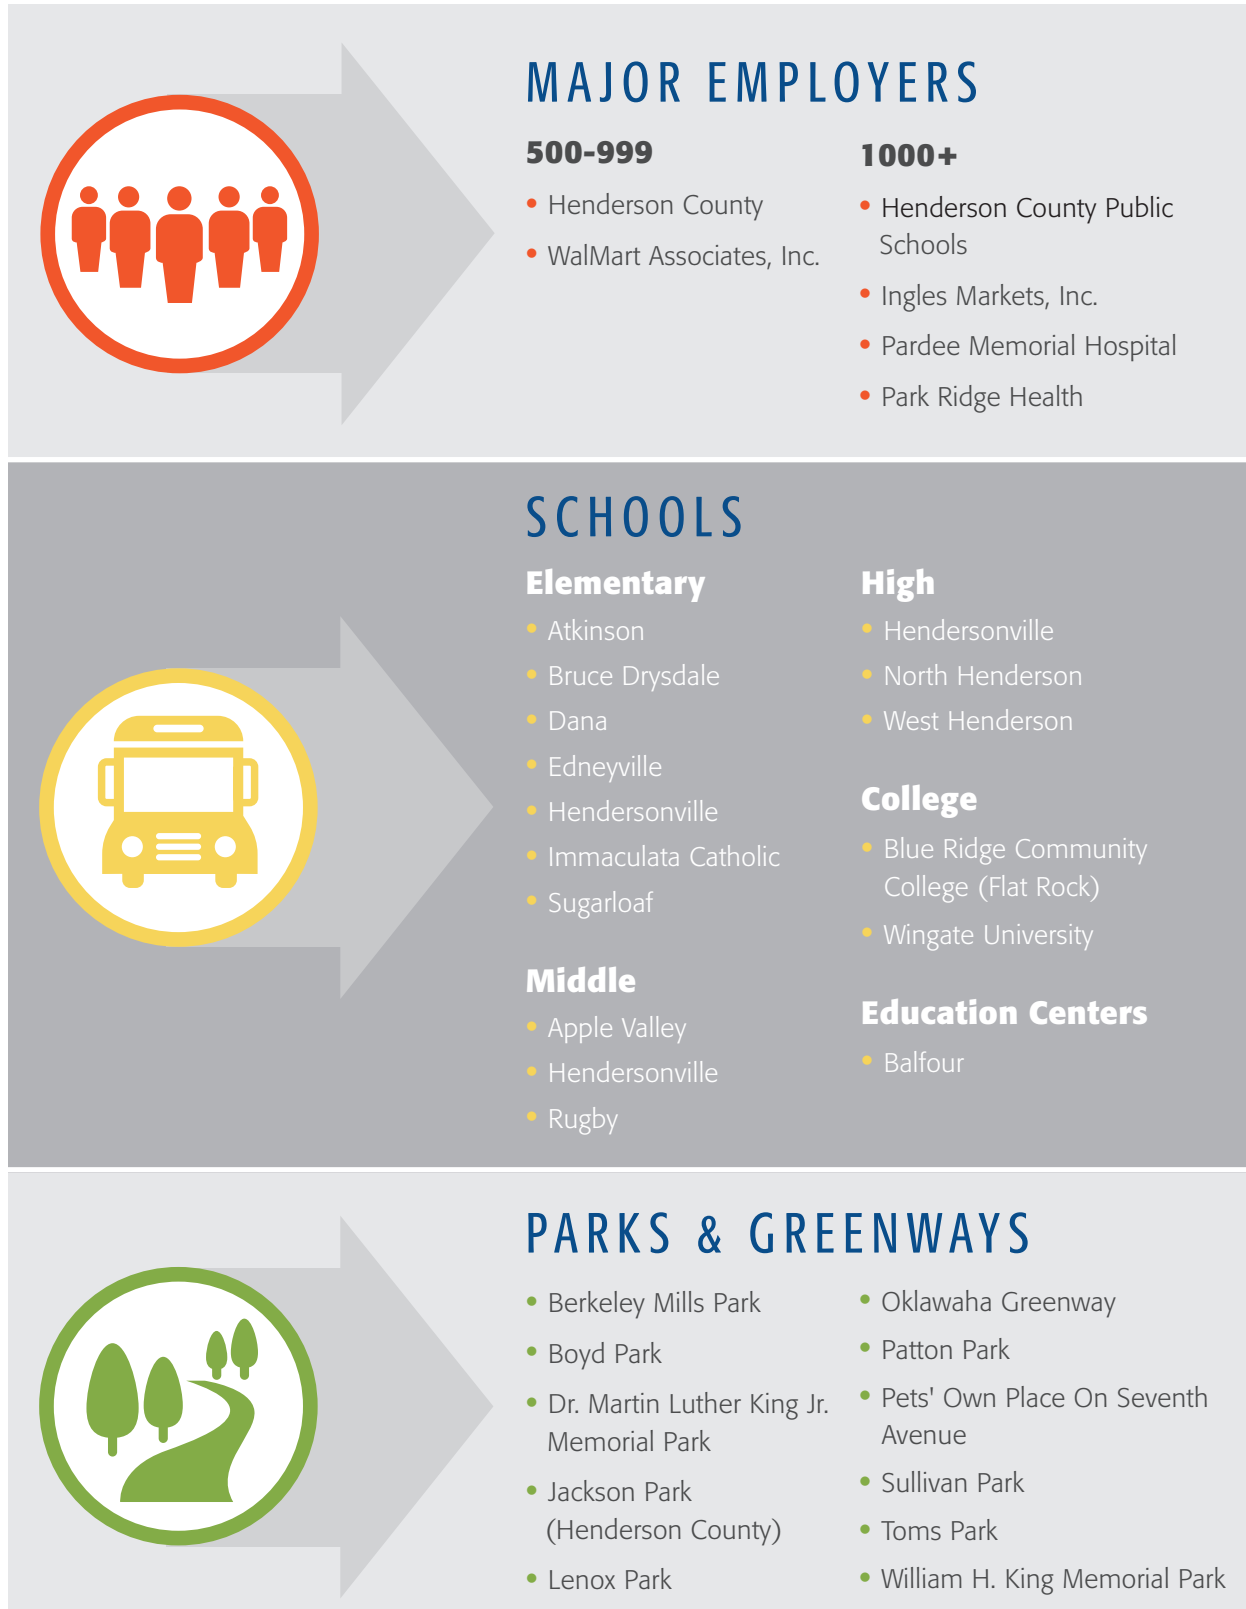 MAJOR EMPLOYERS
500-999
• Henderson County
• WalMart Associates, Inc.
1000+
• Henderson County Public
Schools
• Ingles Markets, Inc.
• Pardee Memorial Hospital
• Park Ridge Health
SCHOOLS
Elementary
• Atkinson
• Bruce Drysdale
• Dana
• Edneyville
• Hendersonville
• Immaculata Catholic
• Sugarloaf
Middle
• Apple Valley
• Hendersonville
• Rugby
High
• Hendersonville
• North Henderson
• West Henderson
College
• Blue Ridge Community
College (Flat Rock)
• Wingate University
Education Centers
• Balfour
PARKS & GREENWAYS
• Berkeley Mills Park
• Boyd Park
• Dr. Martin Luther King Jr.
Memorial Park
• Jackson Park
(Henderson County)
• Lenox Park
• Oklawaha Greenway
• Patton Park
• Pets' Own Place On Seventh
Avenue
• Sullivan Park
• Toms Park
• William H. King Memorial Park